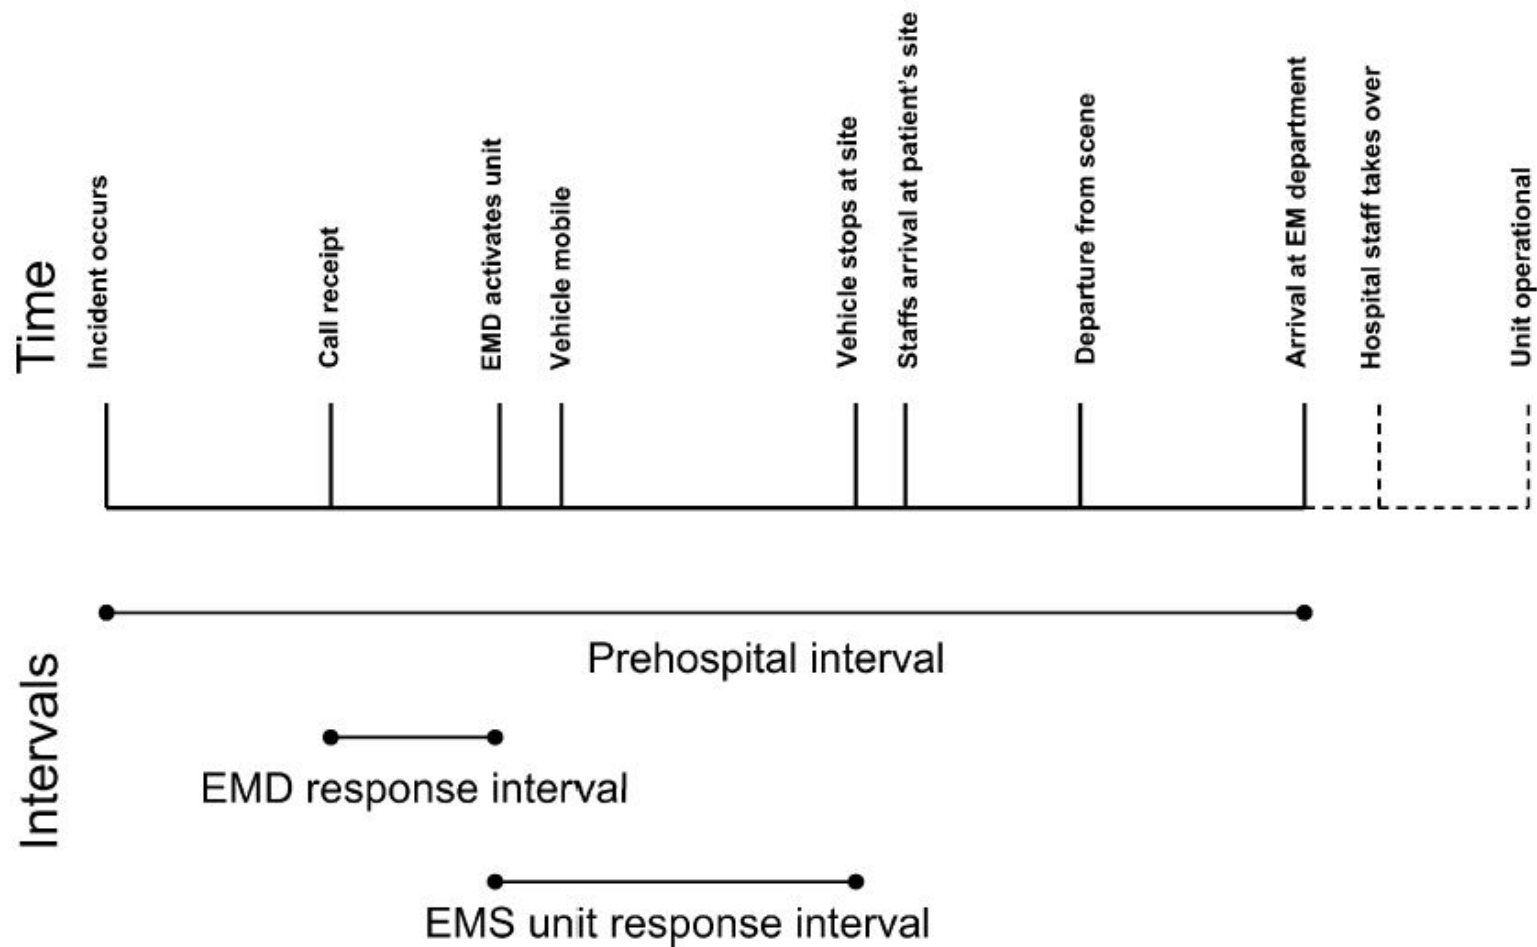 Time
Incident occurs
Call receipt
EMD activates unit
Vehicle mobile
Vehicle stops at site
Staffs arrival at patient's site
Departure from scene
Arrival at EM department
Hospital staff takes over
Unit operational
Intervals
Prehospital interval
EMD response interval
EMS unit response interval